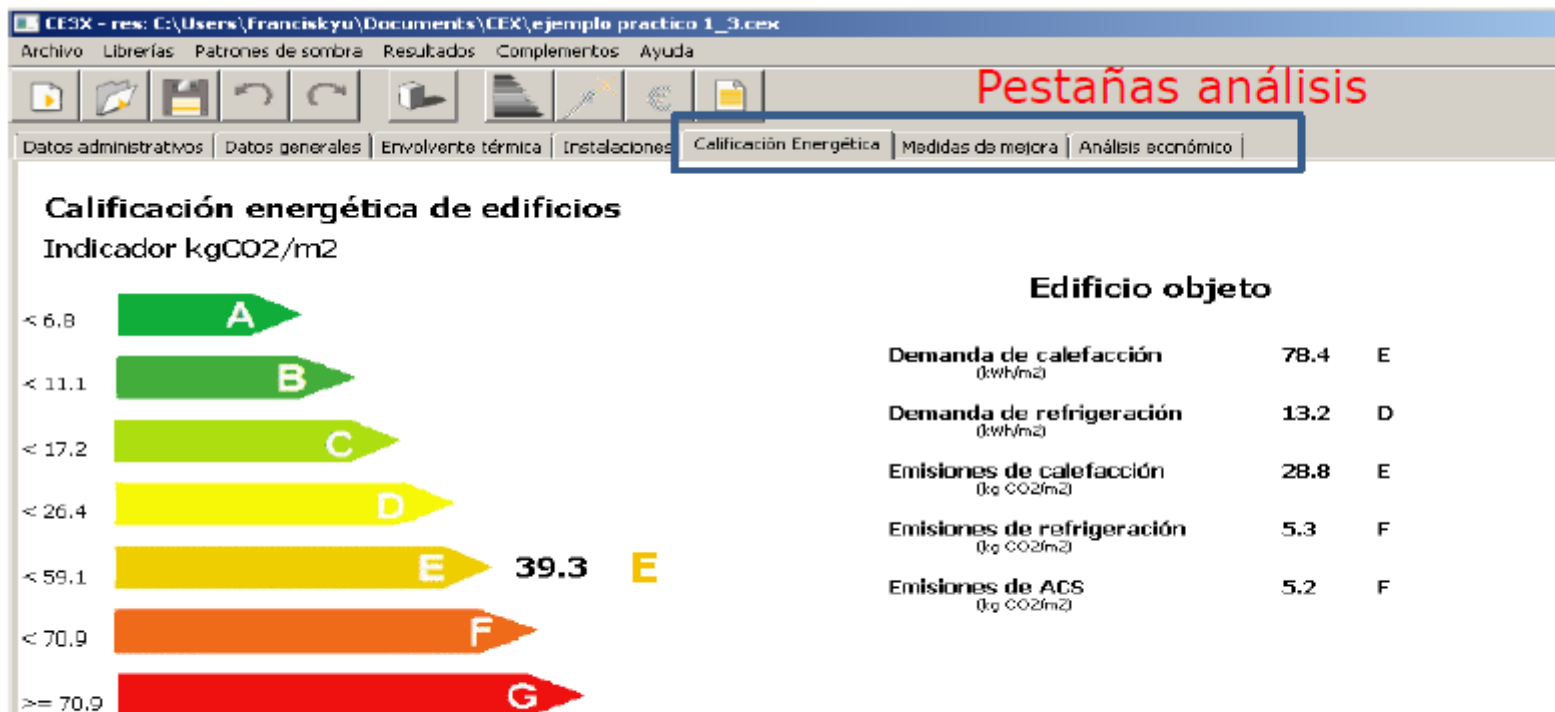 CE3X - res: C:\Users\Franciskyu\Documents\CEX\ejemplo practico 1_3.cex
Archivo Librerías Patrones de sombra Resultados Complementos Ayuda
Pestañas análisis
Datos administrativos Datos generales Envolvente térmica Instalaciones Calificación Energética Medidas de mejora Análisis económico
Calificación energética de edificios
Indicador kgCO2/m2
Edificio objeto
< 6.8 A
Demanda de calefacción 78.4 E
(kWh/m2)
< 11.1 B
Demanda de refrigeración 13.2 D
(kWh/m2)
< 17.2 C
Emisiones de calefacción 28.8 E
(kg CO2/m2)
< 26.4 D
Emisiones de refrigeración 5.3 F
(kg CO2/m2)
< 59.1 E 39.3 E
Emisiones de ACS 5.2 F
(kg CO2/m2)
< 70.9 F
>= 70.9 G